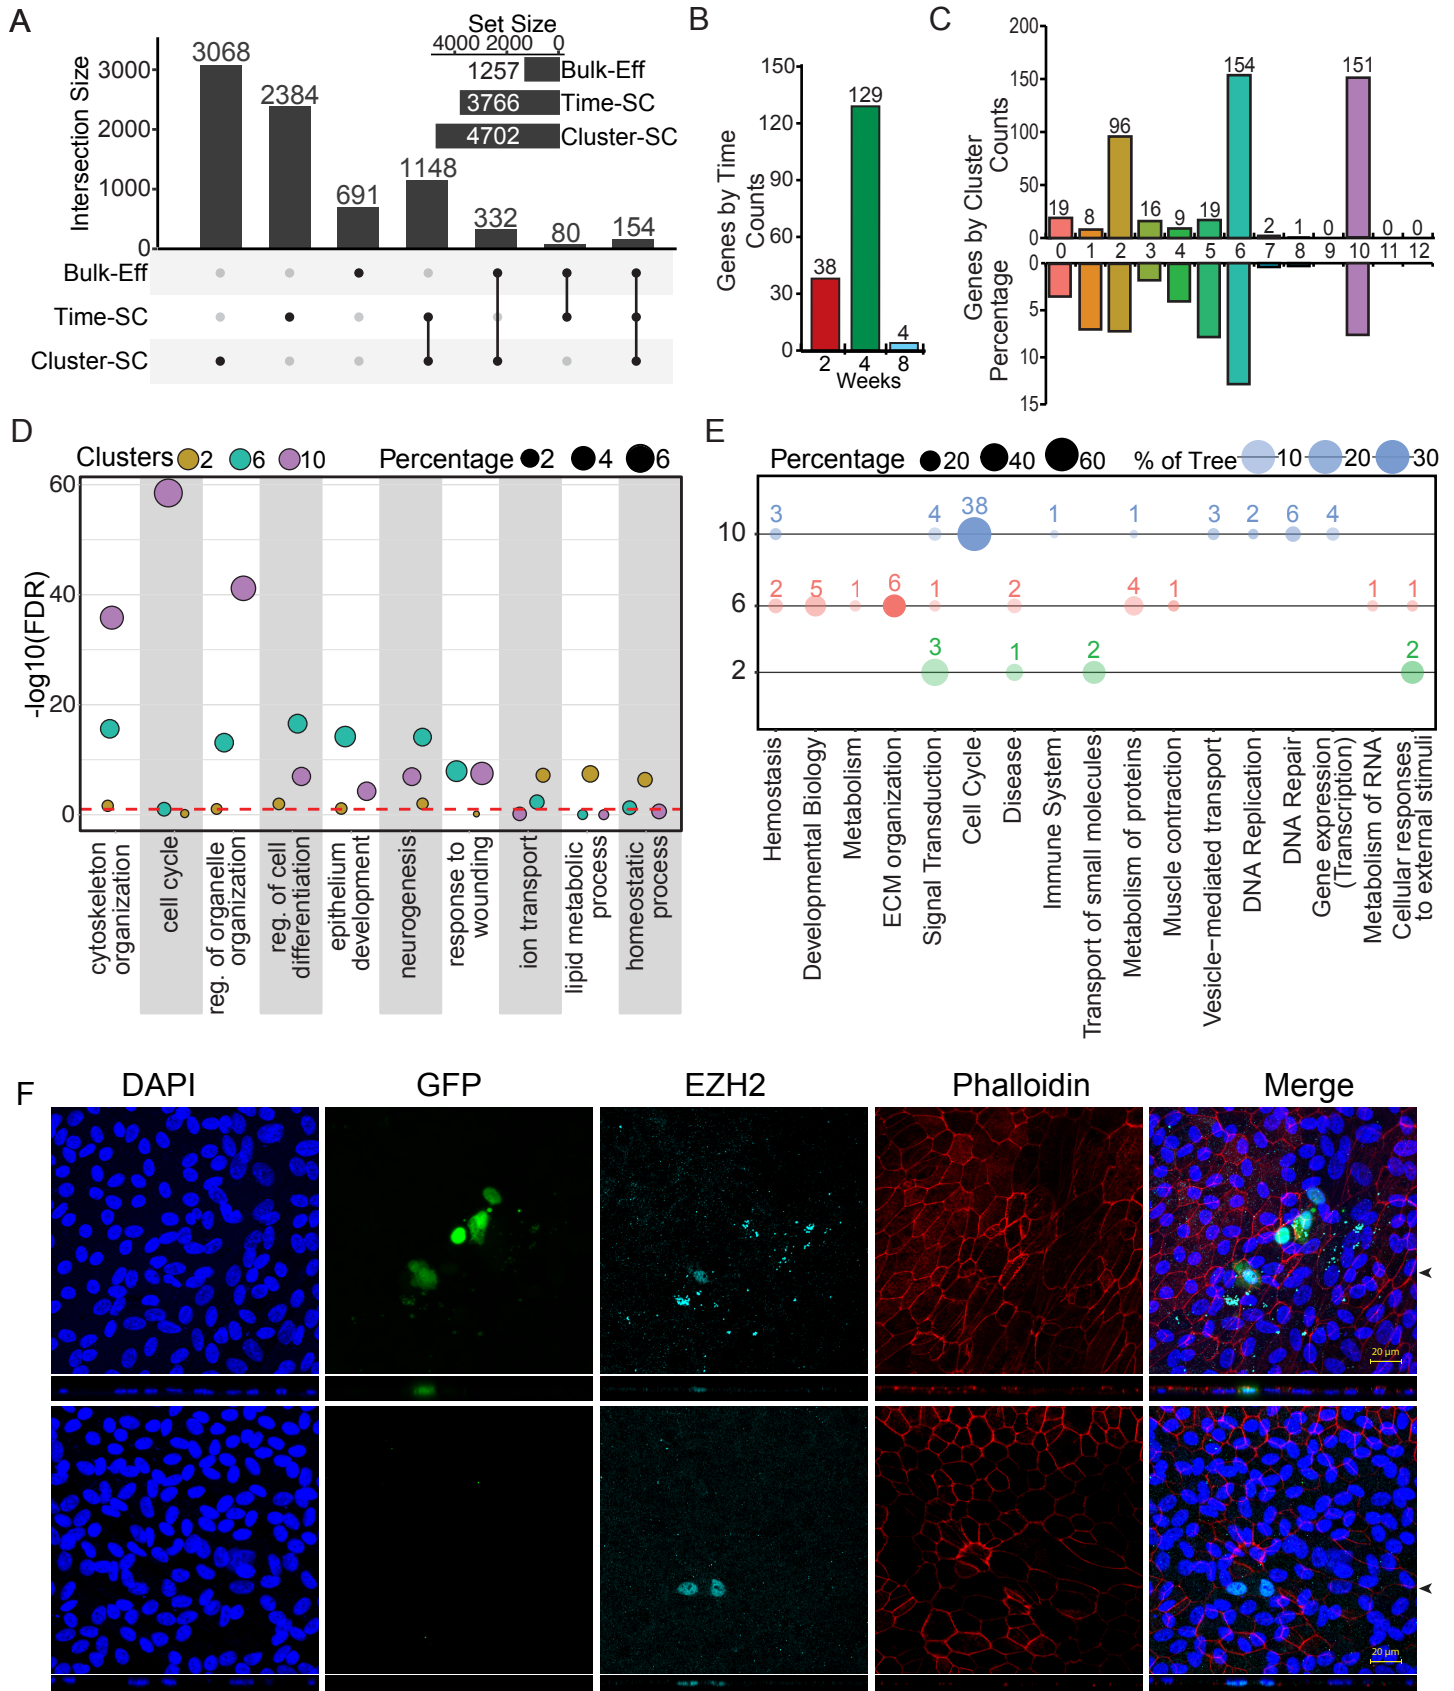 A
Intersection Size
3000
2000
1000
0
3068
2384
691
1148
332
80
154
Set Size
4000 2000 0
1257 Bulk-Eff
3766 Time-SC
4702 Cluster-SC
Bulk-Eff
Time-SC
Cluster-SC
B
Genes by Time
Counts
150
120
90
60
30
0
38
129
4
2 4 8
Weeks
C
Genes by Cluster
Counts
Percentage
200
150
100
50
0
19 8 96 16 9 19 154 2 1 0 151 0 0
0 1 2 3 4 5 6 7 8 9 10 11 12
0
5
10
15
D
Clusters 2 6 10
Percentage 2 4 6
-log10(FDR)
60
40
20
0
cytoskeleton
organization
cell cycle
reg. of organelle
organization
reg. of cell
differentiation
epithelium
development
neurogenesis
response to
wounding
ion transport
lipid metabolic
process
homeostatic
process
E
Percentage 20 40 60
% of Tree 10 20 30
10
3 4 38 1 1 3 2 6 4
6
2 5 1 6 1 2 4 1 1 1
2
3 1 2 2
Hemostasis
Developmental Biology
Metabolism
ECM organization
Signal Transduction
Cell Cycle
Disease
Immune System
Transport of small molecules
Metabolism of proteins
Muscle contraction
Vesicle−mediated transport
DNA Replication
DNA Repair
Gene expression
(Transcription)
Metabolism of RNA
Cellular responses
to external stimuli
F
DAPI GFP EZH2 Phalloidin Merge
20 μm
20 μm